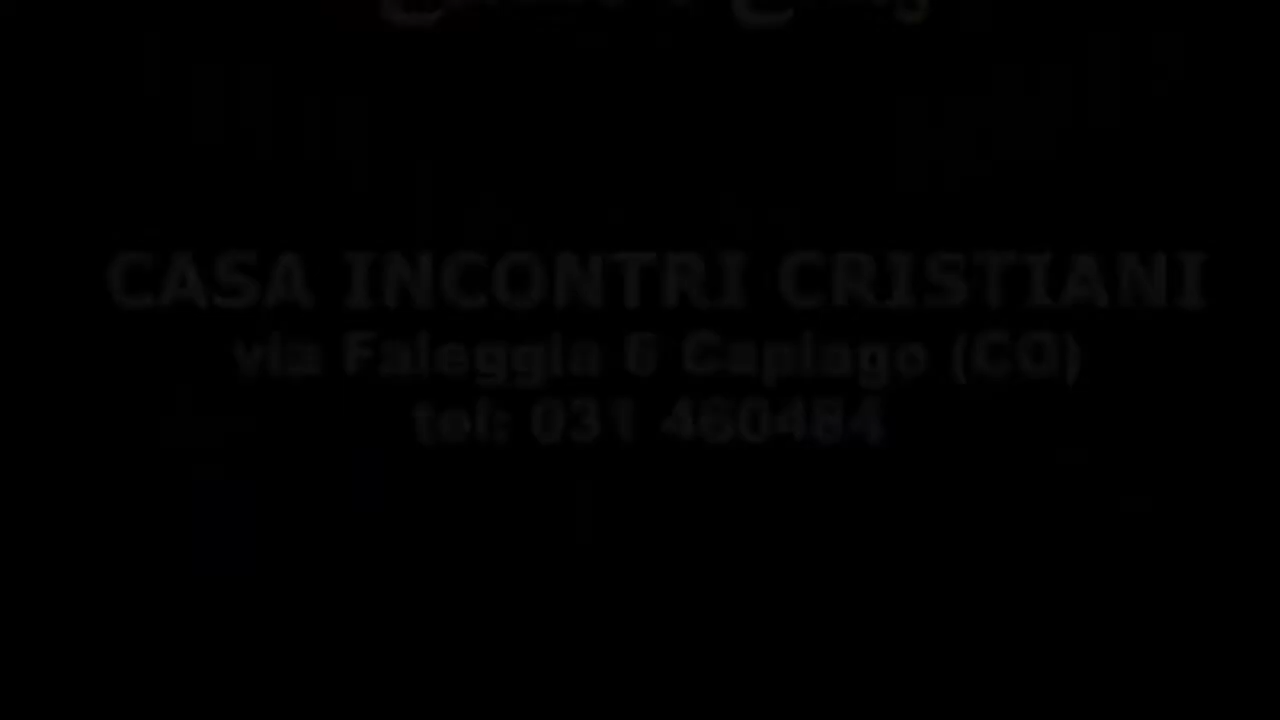 CASA INCONTRI CRISTIANI
via Faleggia 6 Capiago (CO)
tel: 031 460484